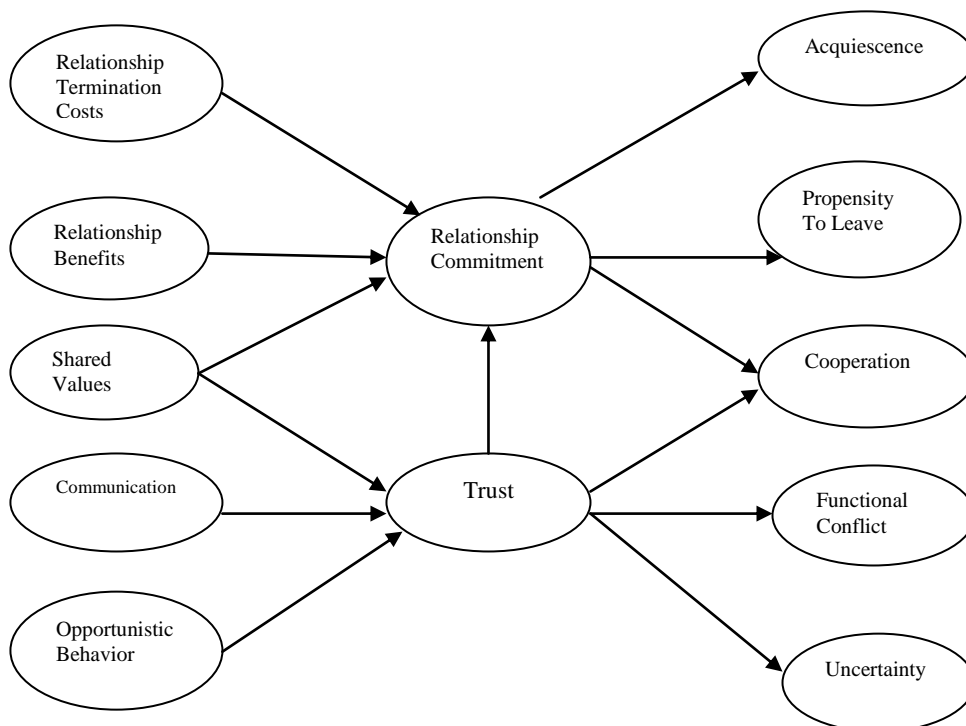 Relationship
Termination
Costs
Relationship
Benefits
Shared
Values
Communication
Opportunistic
Behavior
Relationship
Commitment
Trust
Acquiescence
Propensity
To Leave
Cooperation
Functional
Conflict
Uncertainty